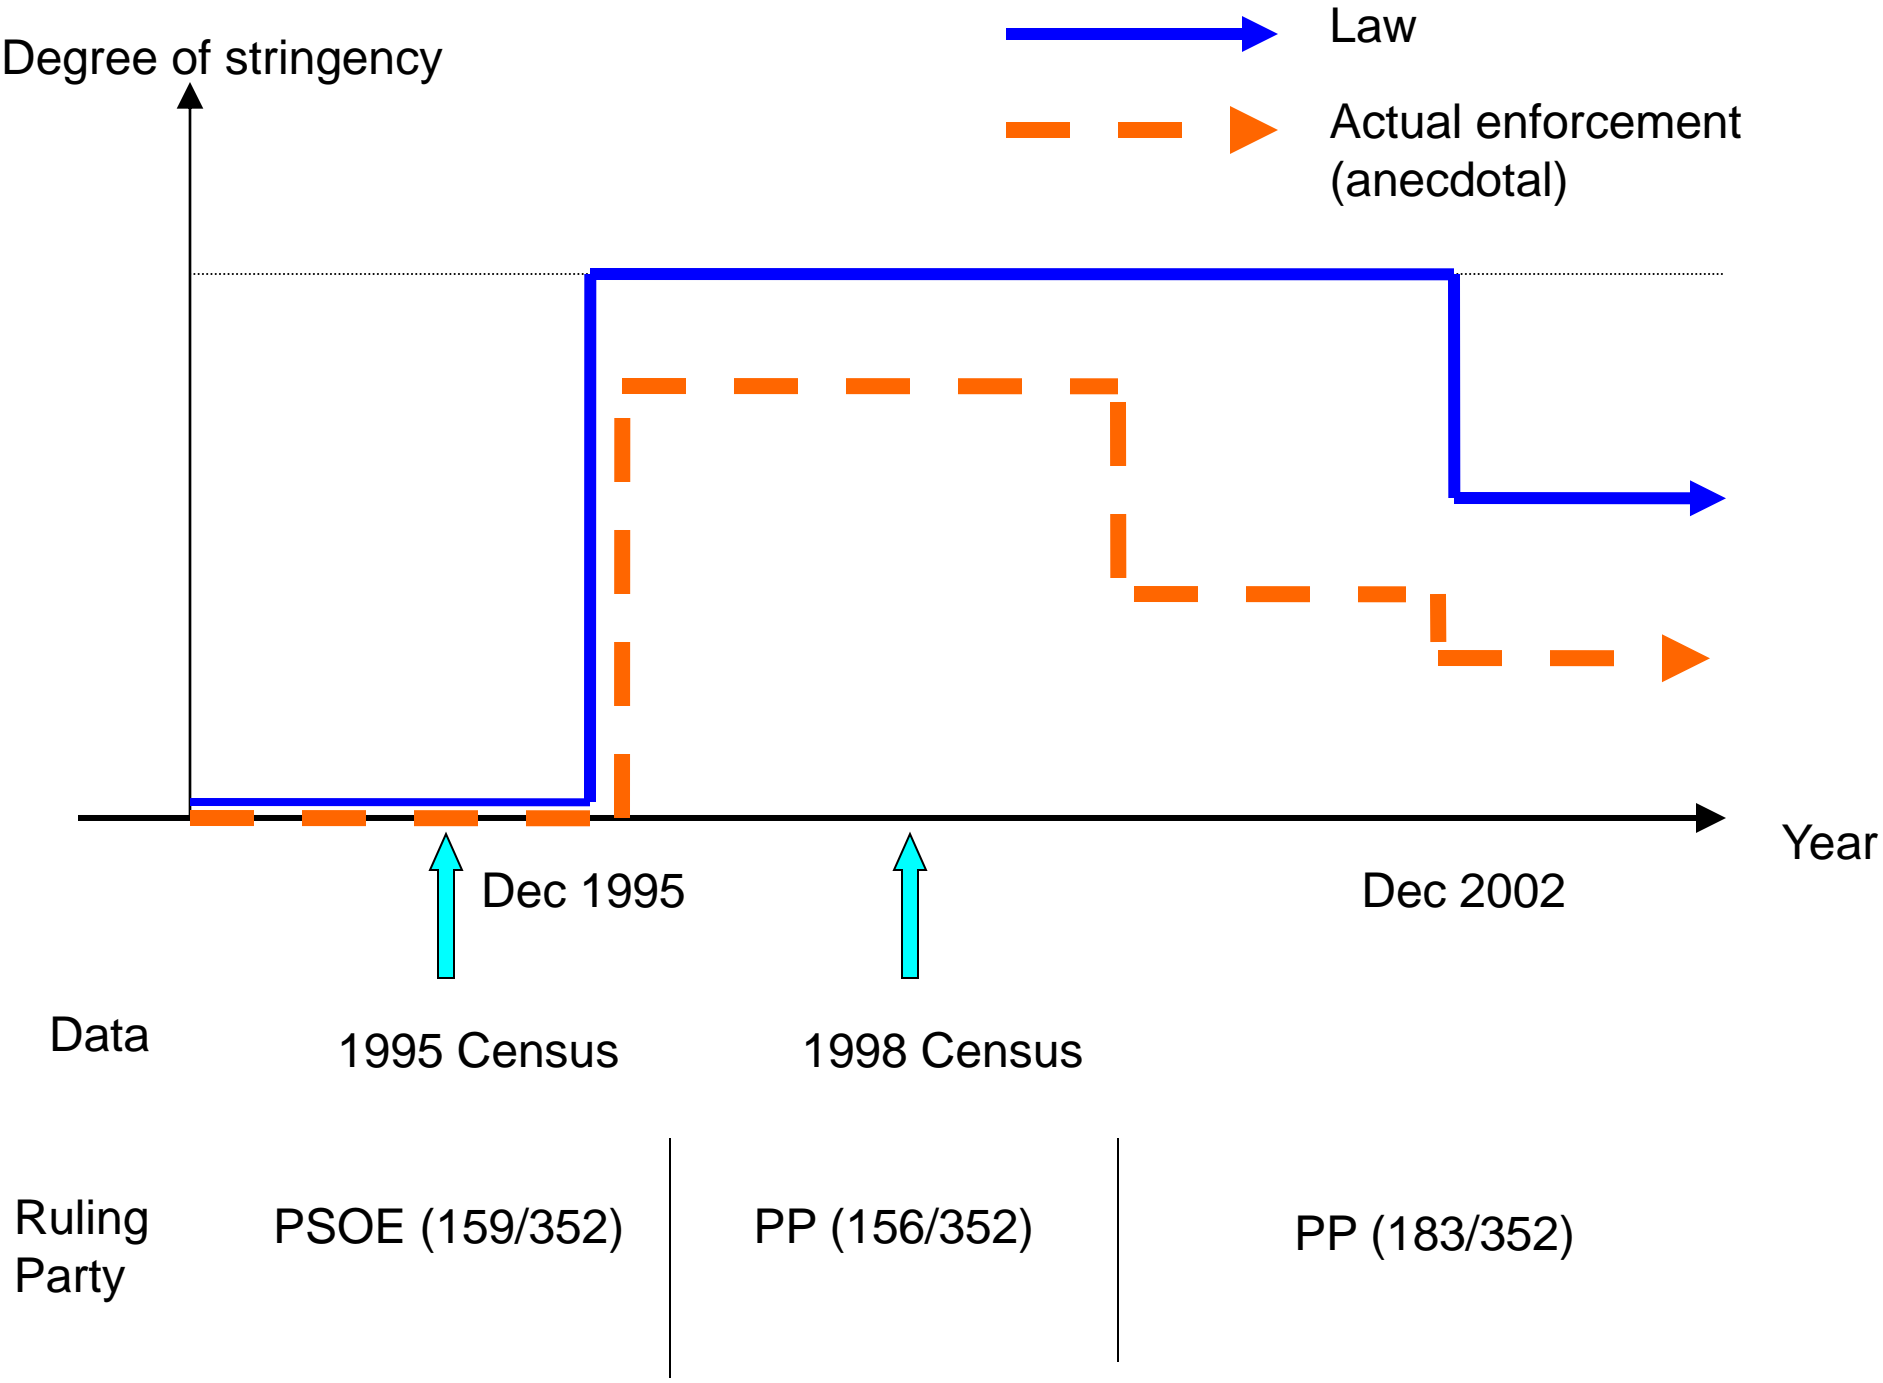 Law
Degree of stringency
Actual enforcement
(anecdotal)
Year
Dec 1995
Dec 2002
Data
1995 Census
1998 Census
Ruling
Party
PSOE (159/352)
PP (156/352)
PP (183/352)